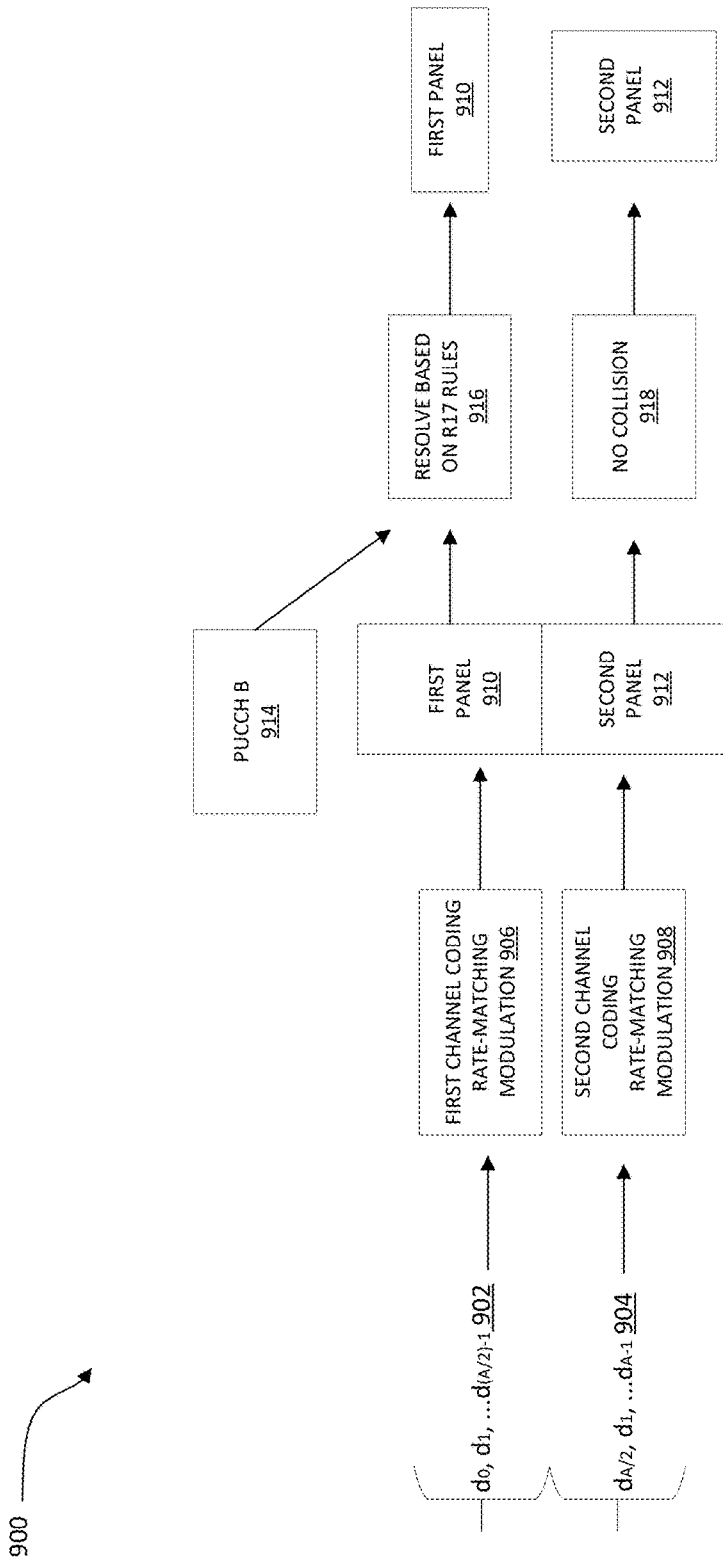 900
d0, d1, ...d(A/2)-1 902
dA/2, d1, ...dA-1 904
FIRST CHANNEL CODING
RATE-MATCHING
MODULATION 906
SECOND CHANNEL
CODING
RATE-MATCHING
MODULATION 908
PUCCH B
914
FIRST
PANEL
910
SECOND
PANEL
912
RESOLVE BASED
ON R17 RULES
916
NO COLLISION
918
FIRST PANEL
910
SECOND
PANEL
912